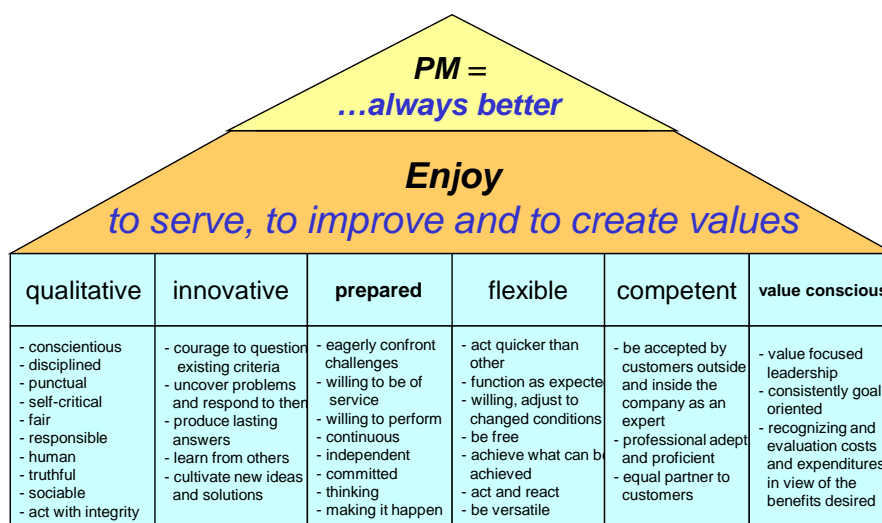 PM =
…always better
Enjoy
to serve, to improve and to create values
qualitative
- conscientious
- disciplined
- punctual
- self-critical
- fair
- responsible
- human
- truthful
- sociable
- act with integrity
innovative
- courage to question
existing criteria
- uncover problems
and respond to then
- produce lasting
answers
- learn from others
- cultivate new ideas
and solutions
prepared
- eagerly confront
challenges
- willing to be of
service
- willing to perform
- continuous
- independent
- committed
- thinking
- making it happen
flexible
- act quicker than
other
- function as expecte
- willing, adjust to
changed conditions
- be free
- achieve what can be
achieved
- act and react
- be versatile
competent
- be accepted by
customers outside
and inside the
company as an
expert
- professional adept
and proficient
- equal partner to
customers
value conscious
- value focused
leadership
- consistently goal
oriented
- recognizing and
evaluation costs
and expenditures
in view of the
benefits desired